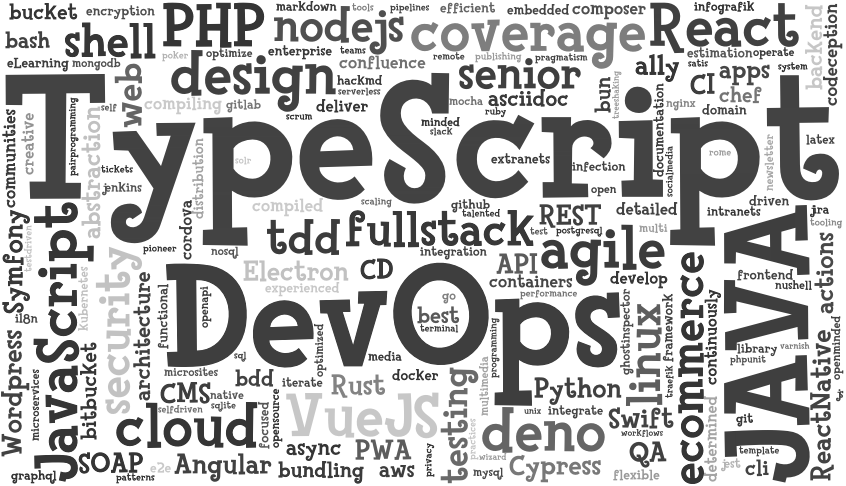 bucket
encryption
PHP
markdown
tools
pipelines
efficient
embedded
composer
React
infografik
bash
shell
nodejs
coverage
backend
codeception
eLearning
mongodb
poker
optimize
enterprise
teams
confluence
remote
publishing
pragmatism
estimation
operate
satis
system
design
hackmd
serverless
senior
bun
treeshaking
ally
CI
apps
chef
web
compiling
gitlab
deliver
scrum
mocha
asciidoc
ruby
nginx
domain
self
pairprogramming
TypeScript
minded
slack
documentation
communities
creative
abstraction
distribution
solr
extranets
infection
rome
newsletter
latex
tickets
jenkins
open
socialmedia
compiled
scaling
github
talented
REST
detailed
intranets
driven
jra
tooling
Symfony
testdriven
JavaScript
pioneer
cordova
nosql
tdd
fullstack
integration
test
postgresql
multi
agile
JAVA
Kubernetes
security
architecture
functional
openapi
Electron
experienced
CD
API
containers
performance
develop
ecommerce
continuously
frontend
nushell
actions
i18n
DevOps
go
best
terminal
programming
ghostinspector
linux
traefik
framework
library
varnish
phpunit
openminded
Wordpress
microservices
bitbucket
sql
optimized
media
microsites
bdd
iterate
docker
multimedia
Python
ReactNative
CMS
native
selfdriven
sqlite
focused
opensource
Rust
VueJS
testing
practices
unix
integrate
Swift
workflows
determined
git
cloud
async
PWA
deno
QA
template
jest
cli
graphql
SOAP
patterns
e2e
Angular
bundling
aws
privacy
wizard
mysql
Cypress
flexible